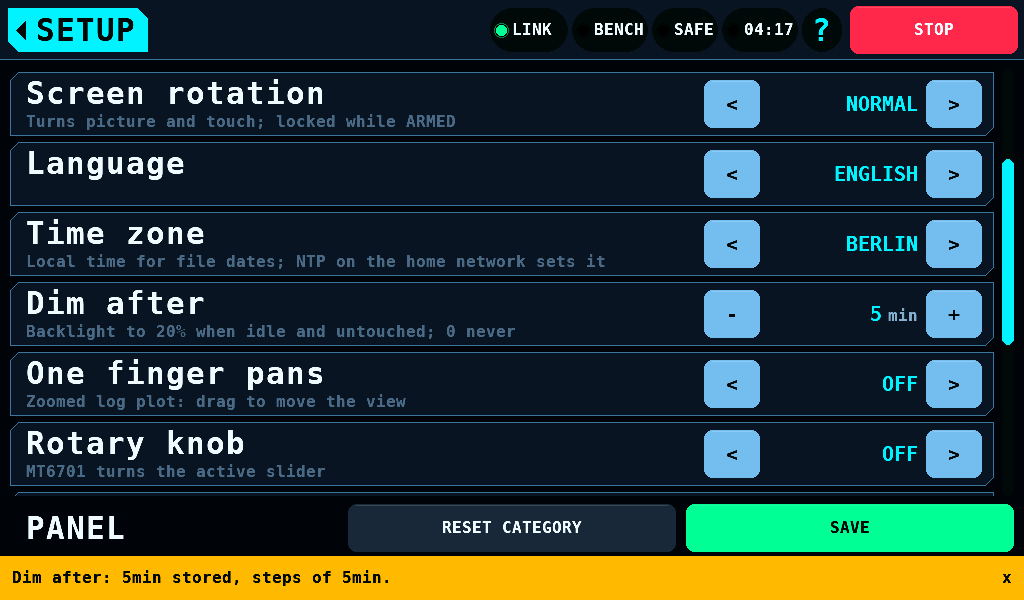 SETUP
LINK
BENCH
SAFE
04:17
?
STOP
Screen rotation
Turns picture and touch; locked while ARMED
< NORMAL >
Language
< ENGLISH >
Time zone
Local time for file dates; NTP on the home network sets it
< BERLIN >
Dim after
Backlight to 20% when idle and untouched; 0 never
- 5 min +
One finger pans
Zoomed log plot: drag to move the view
< OFF >
Rotary knob
MT6701 turns the active slider
< OFF >
PANEL
RESET CATEGORY
SAVE
Dim after: 5min stored, steps of 5min.
x